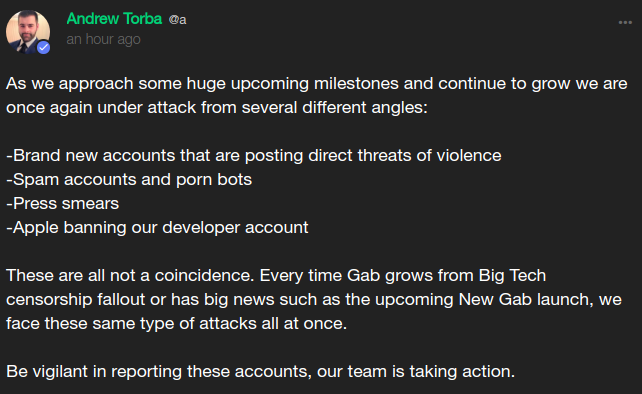 Andrew Torba @a
an hour ago
As we approach some huge upcoming milestones and continue to grow we are
once again under attack from several different angles:
-Brand new accounts that are posting direct threats of violence
-Spam accounts and porn bots
-Press smears
-Apple banning our developer account
These are all not a coincidence. Every time Gab grows from Big Tech
censorship fallout or has big news such as the upcoming New Gab launch, we
face these same type of attacks all at once.
Be vigilant in reporting these accounts, our team is taking action.